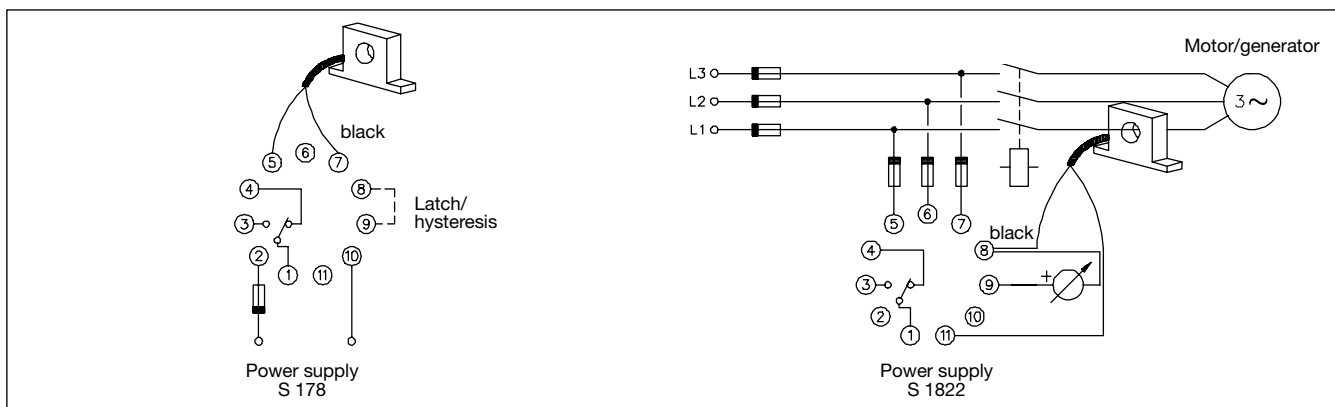 black
5
6
7
4
8
Latch/
hysteresis
3
9
2
10
1
11
Power supply
S 178
Motor/generator
L3
L2
L1
3 ~
5
6
7
black
4
8
3
9
+
2
10
1
11
Power supply
S 1822